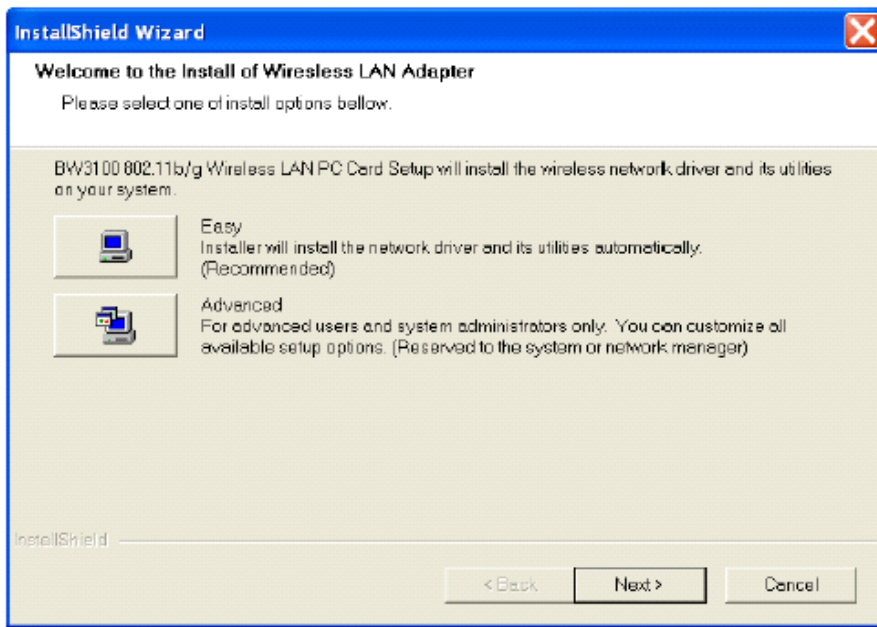 InstallShield Wizard
Welcome to the Install of Wiresless LAN Adapter
Please select one of install options bellow.
BW3100 802.11b/g Wireless LAN PC Card Setup will install the wireless network driver and its utilities
on your system.
Easy
Installer will install the network driver and its utilities automatically.
(Recommended)
Advanced
For advanced users and system administrators only. You can customize all
available setup options. (Reserved to the system or network manager)
InstallShield
< Back
Next >
Cancel